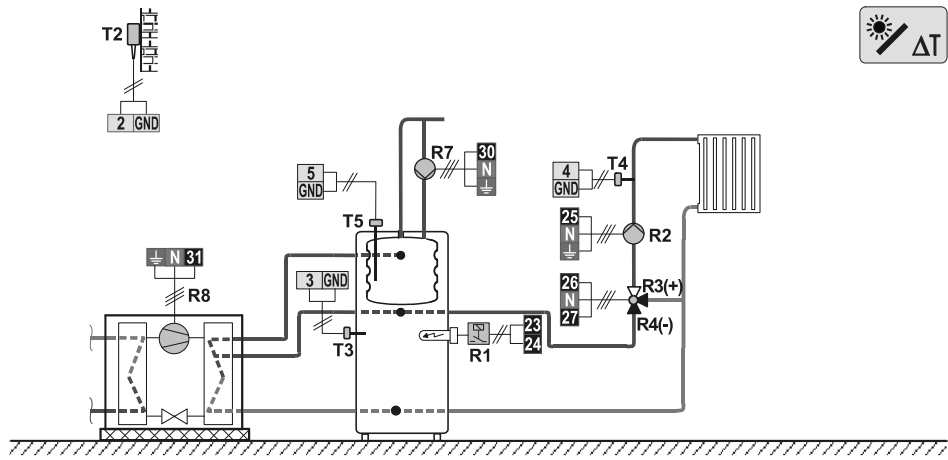 T2
ΔT
2 GND
R7
30
N
5
GND
T5
4
GND
T4
25
N
R2
N 31
R8
3 GND
T3
26
N
27
R3(+)
R4(-)
R1
23
24